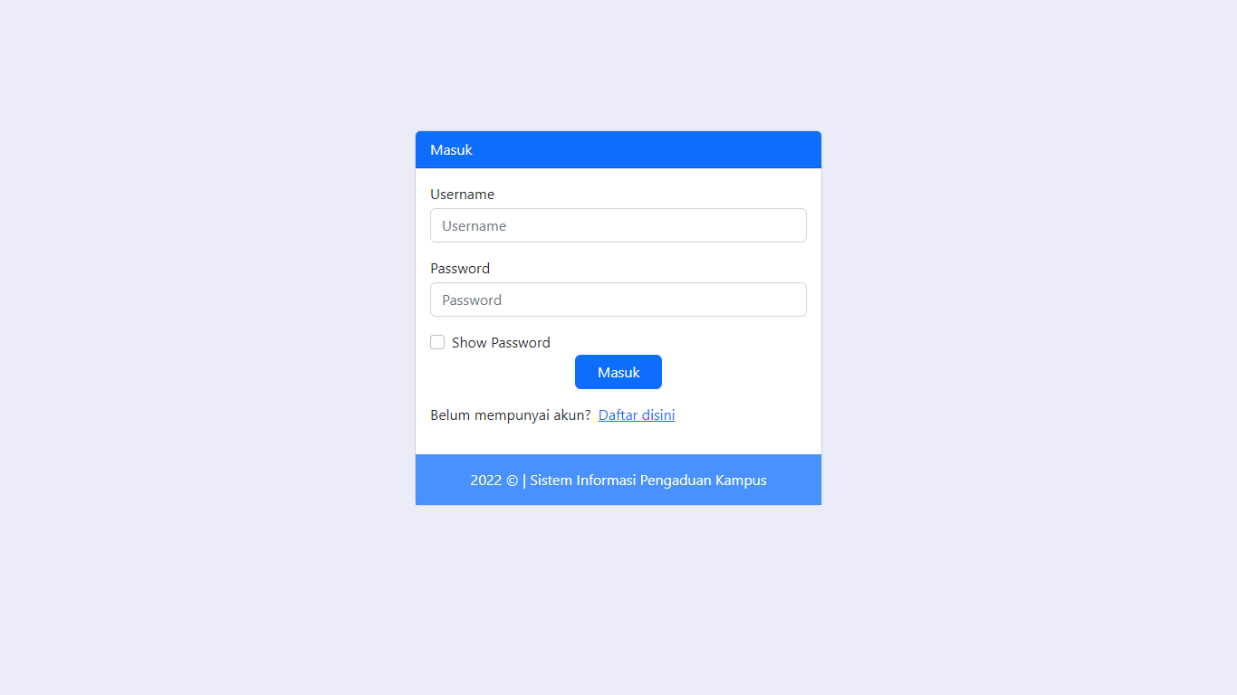 Masuk
Username
Username
Password
Password
Show Password
Masuk
Belum mempunyai akun? Daftar disini
2022 © | Sistem Informasi Pengaduan Kampus